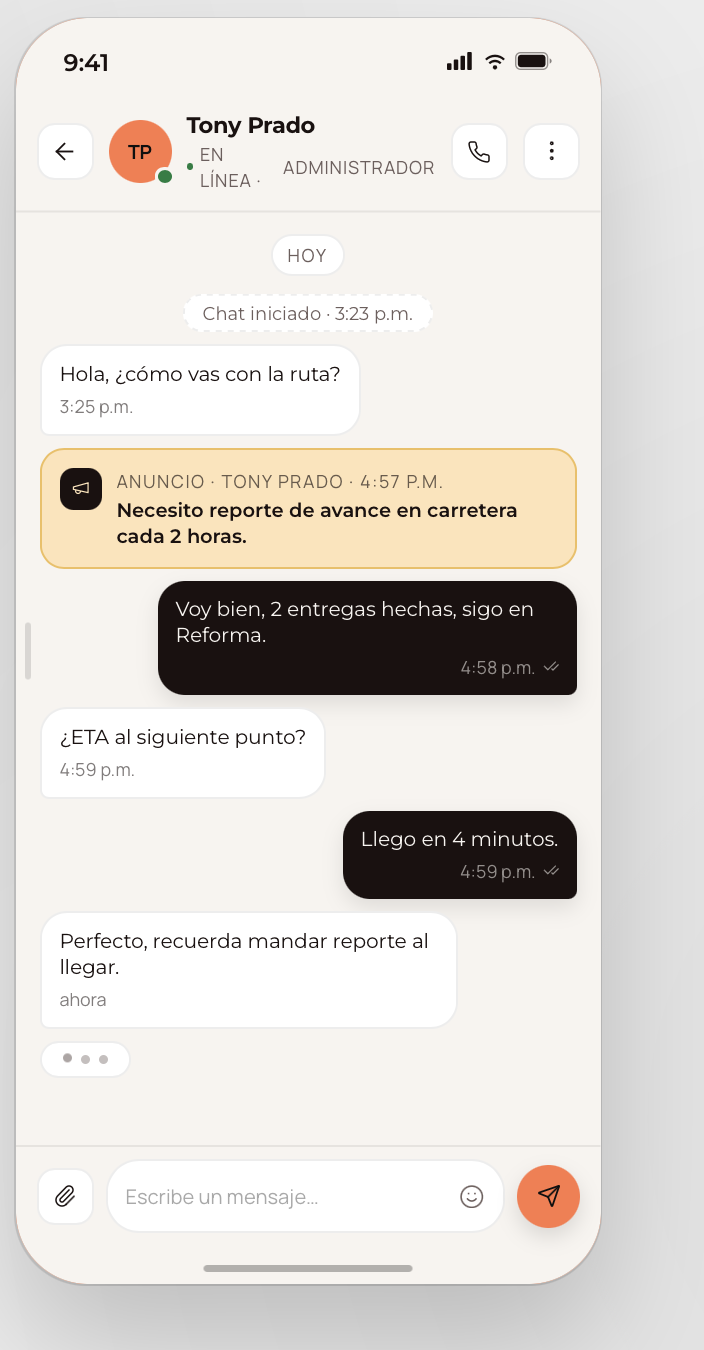 9:41
TP
Tony Prado
EN
LÍNEA ·
ADMINISTRADOR
HOY
Chat iniciado · 3:23 p.m.
Hola, ¿cómo vas con la ruta?
3:25 p.m.
ANUNCIO · TONY PRADO · 4:57 P.M.
Necesito reporte de avance en carretera
cada 2 horas.
Voy bien, 2 entregas hechas, sigo en
Reforma.
4:58 p.m.
¿ETA al siguiente punto?
4:59 p.m.
Llego en 4 minutos.
4:59 p.m.
Perfecto, recuerda mandar reporte al
llegar.
ahora
Escribe un mensaje...